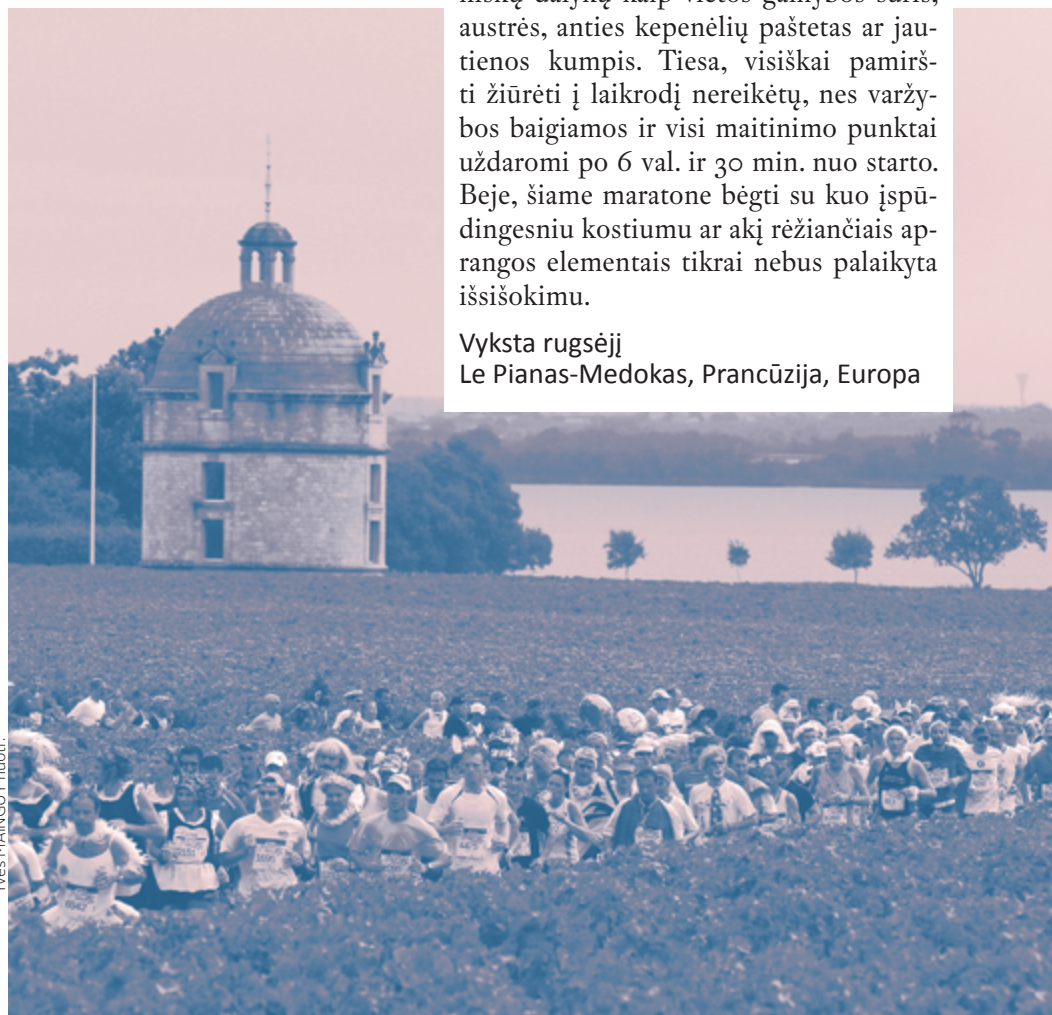 dalykų kaip vietos gamybos sūris,
austrės, anties kepenėlių paštetas ar jau-
tienos kumpis. Tiesa, visiškai pamirš-
ti žiūrėti į laikrodį nereikėtų, nes varžy-
bos baigiamos ir visi maitinimo punktai
uždaromi po 6 val. ir 30 min. nuo starto.
Beje, šiame maratone bėgti su kuo įspū-
dingesniu kostiumu ar akį rėžiančiais ap-
rangos elementais tikrai nebus palaikyta
išsišokimu.
Vyksta rugsėjį
Le Pianas-Medokas, Prancūzija, Europa
Yves MAINGUY nuotr.